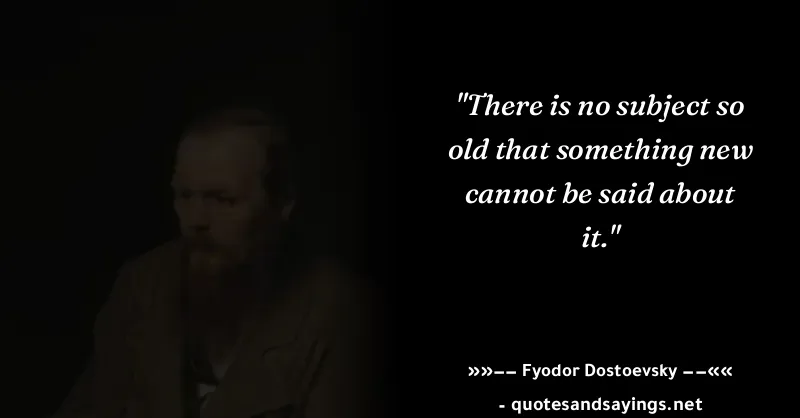 "There is no subject so
old that something new
cannot be said about
it."
»»–– Fyodor Dostoevsky ––««
- quotesandsayings.net